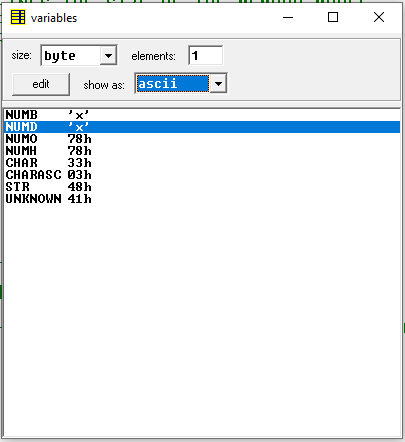 variables
size: byte elements: 1
edit show as: ascii
NUMB 'x'
NUMD 'x'
NUMO 78h
NUMH 78h
CHAR 33h
CHARASC 03h
STR 48h
UNKNOWN 41h